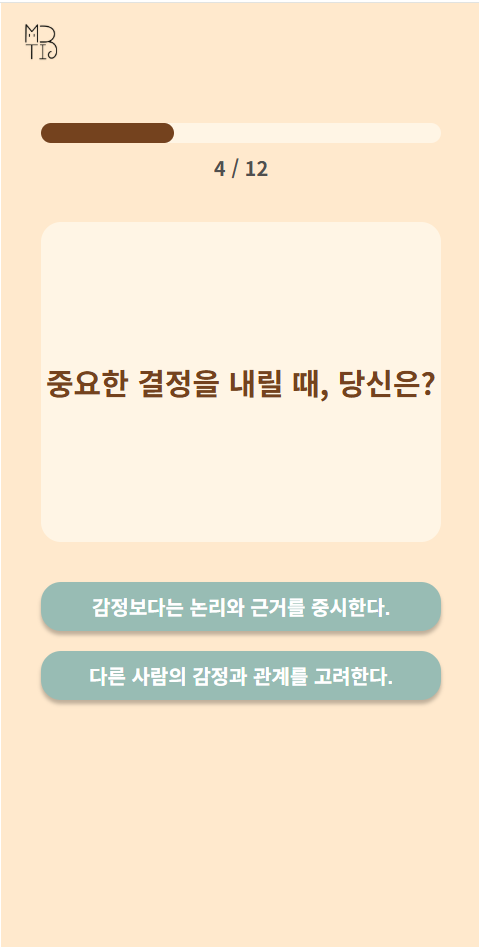 MB
TI
4 / 12
중요한 결정을 내릴 때, 당신은?
감정보다는 논리와 근거를 중시한다.
다른 사람의 감정과 관계를 고려한다.